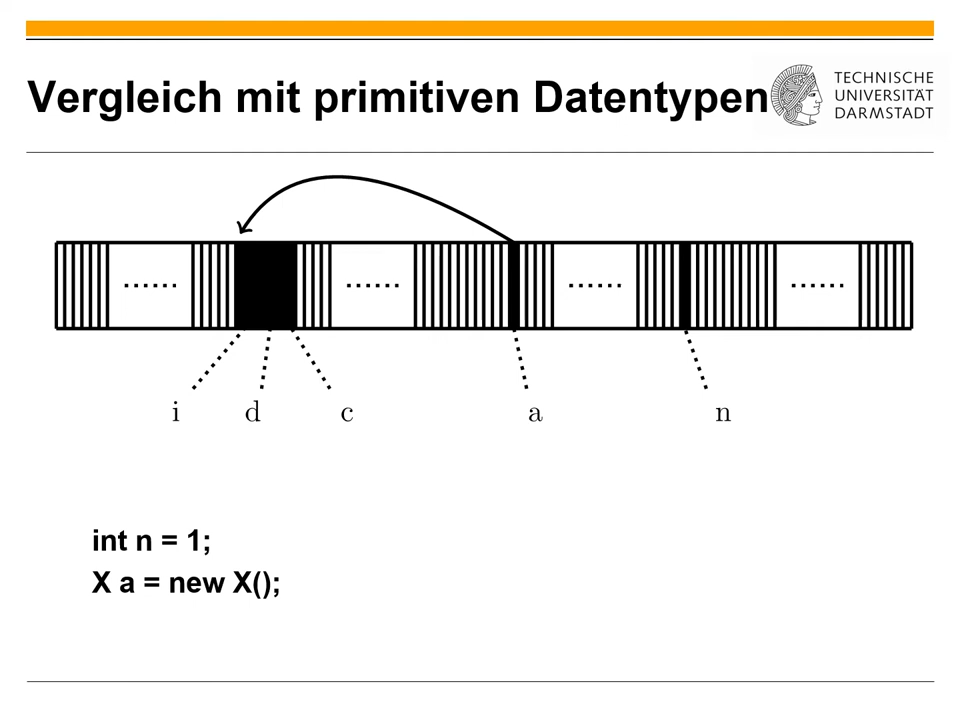 Vergleich mit primitiven Datentypen
TECHNISCHE
UNIVERSITÄT
DARMSTADT
...... ...... ...... ......
i d c a n
int n = 1;
X a = new X();